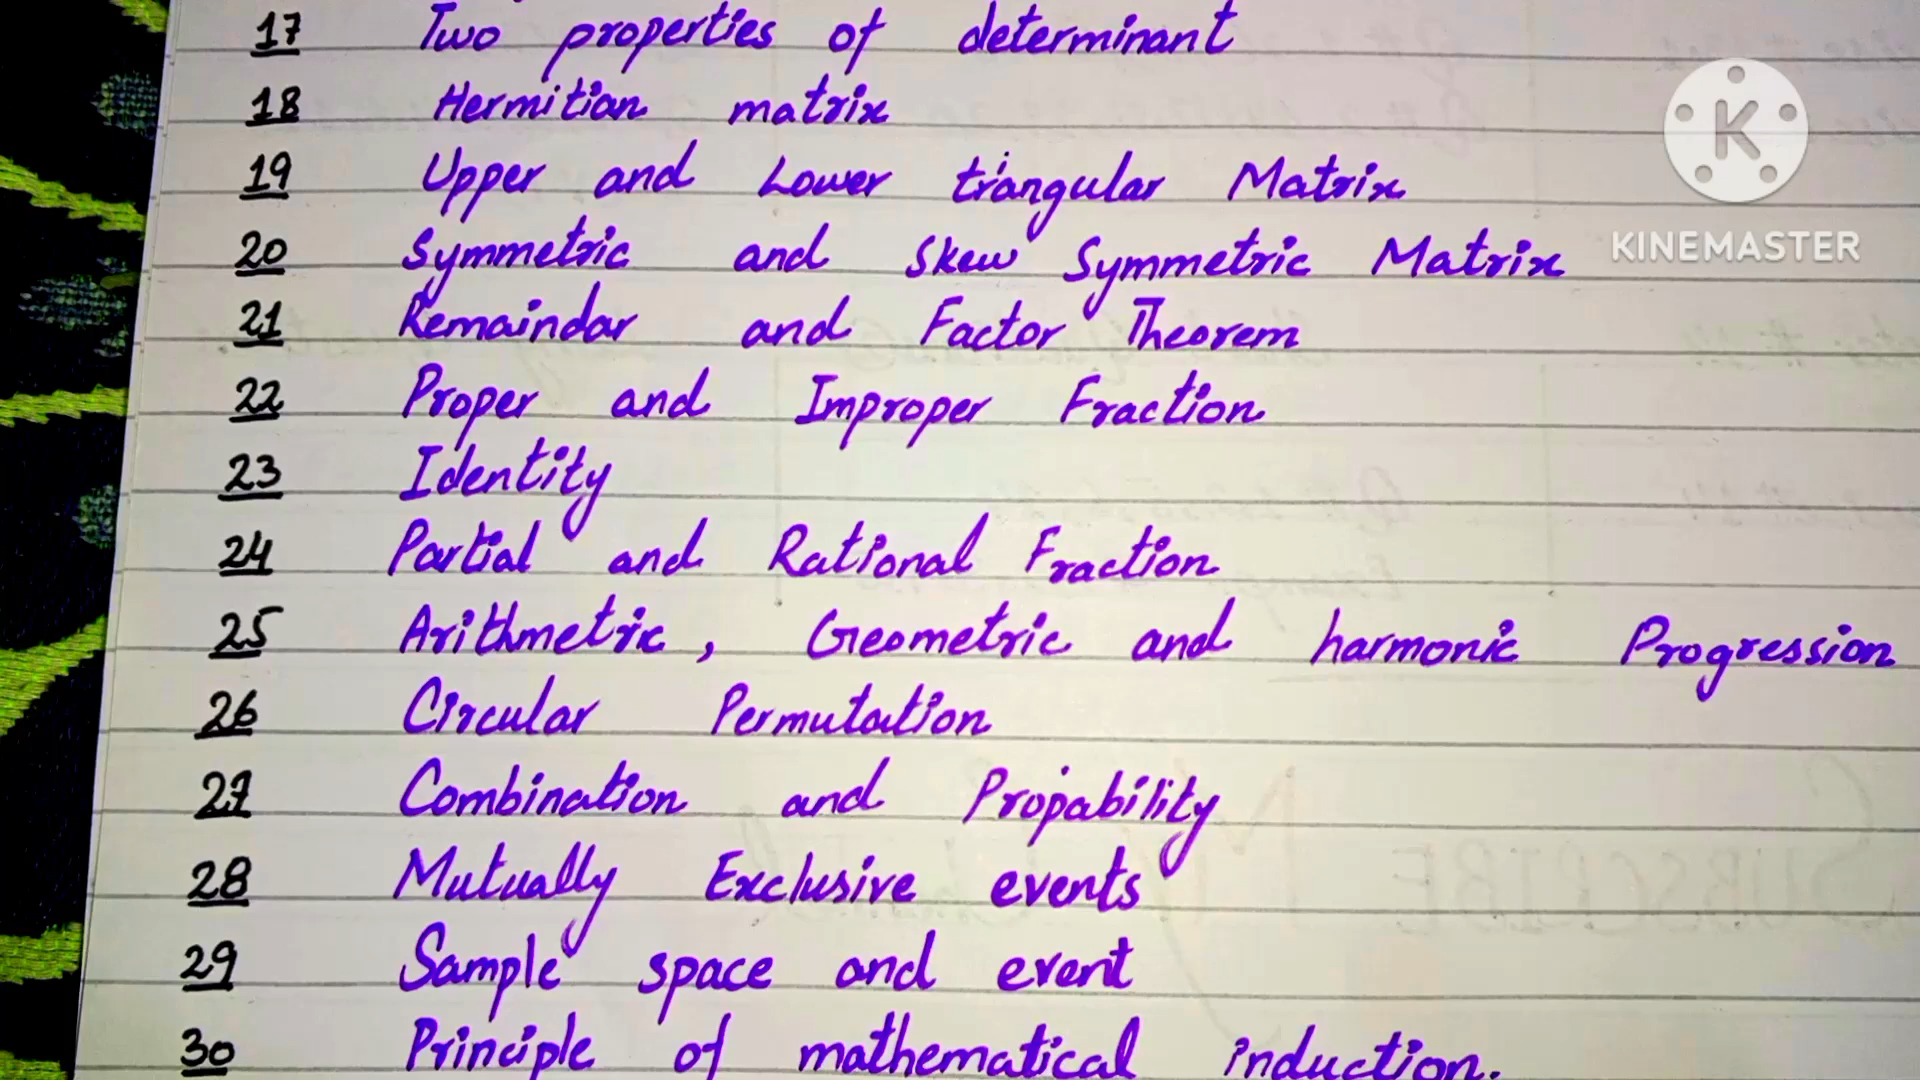 17 Two properties of determinant
18 Hermitian matrix
19 Upper and Lower triangular Matrix
20 Symmetric and Skew Symmetric Matrix
21 Remaindar and Factor Theorem
22 Proper and Improper Fraction
23 Identity
24 Partial and Rational Fraction
25 Arithmetric, Geometric and harmonic Progression
26 Circular Permutation
27 Combination and Propability
28 Mutually Exclusive events
29 Sample space and event
30 Principle of mathematical induction.
K
KINEMASTER